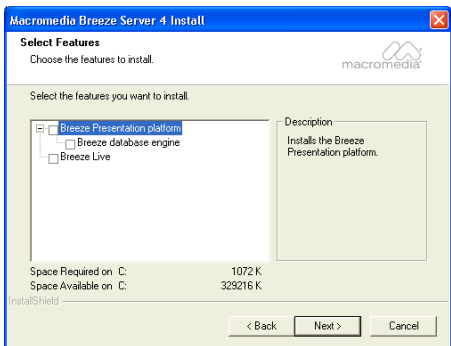 Macromedia Breeze Server 4 Install
Select Features
Choose the features to install.
macromedia
Select the features you want to install.
Breeze Presentation platform
Breeze database engine
Breeze Live
Description
Installs the Breeze
Presentation platform.
Space Required on C: 1072 K
Space Available on C: 329216 K
InstallShield
< Back Next > Cancel